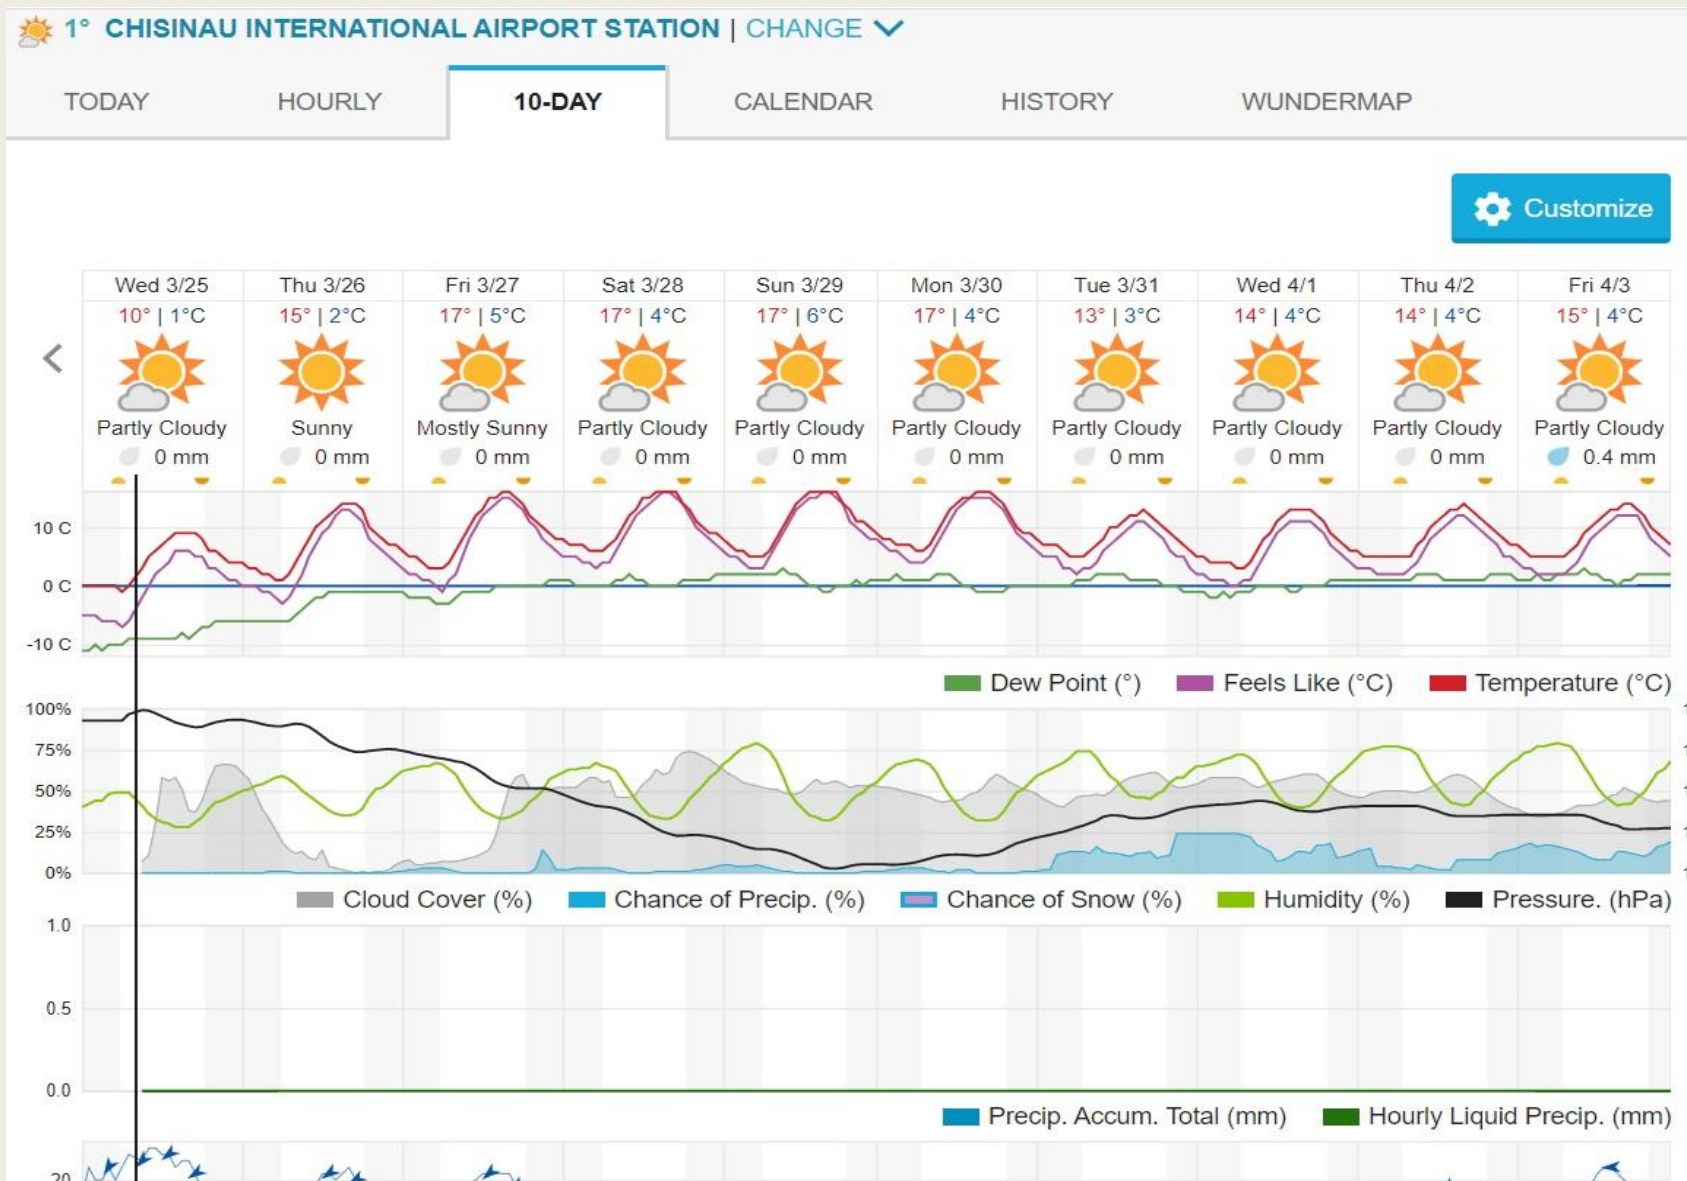 1° CHISINAU INTERNATIONAL AIRPORT STATION | CHANGE
TODAY HOURLY 10-DAY CALENDAR HISTORY WUNDERMAP
Customize
Wed 3/25 Thu 3/26 Fri 3/27 Sat 3/28 Sun 3/29 Mon 3/30 Tue 3/31 Wed 4/1 Thu 4/2 Fri 4/3
10° | 1°C 15° | 2°C 17° | 5°C 17° | 4°C 17° | 6°C 17° | 4°C 13° | 3°C 14° | 4°C 14° | 4°C 15° | 4°C
Partly Cloudy Sunny Mostly Sunny Partly Cloudy Partly Cloudy Partly Cloudy Partly Cloudy Partly Cloudy Partly Cloudy Partly Cloudy
0 mm 0 mm 0 mm 0 mm 0 mm 0 mm 0 mm 0 mm 0 mm 0.4 mm
10 C
0 C
-10 C
Dew Point (°) Feels Like (°C) Temperature (°C)
100%
75%
50%
25%
0%
Cloud Cover (%) Chance of Precip. (%) Chance of Snow (%) Humidity (%) Pressure. (hPa)
1.0
0.5
0.0
Precip. Accum. Total (mm) Hourly Liquid Precip. (mm)
20